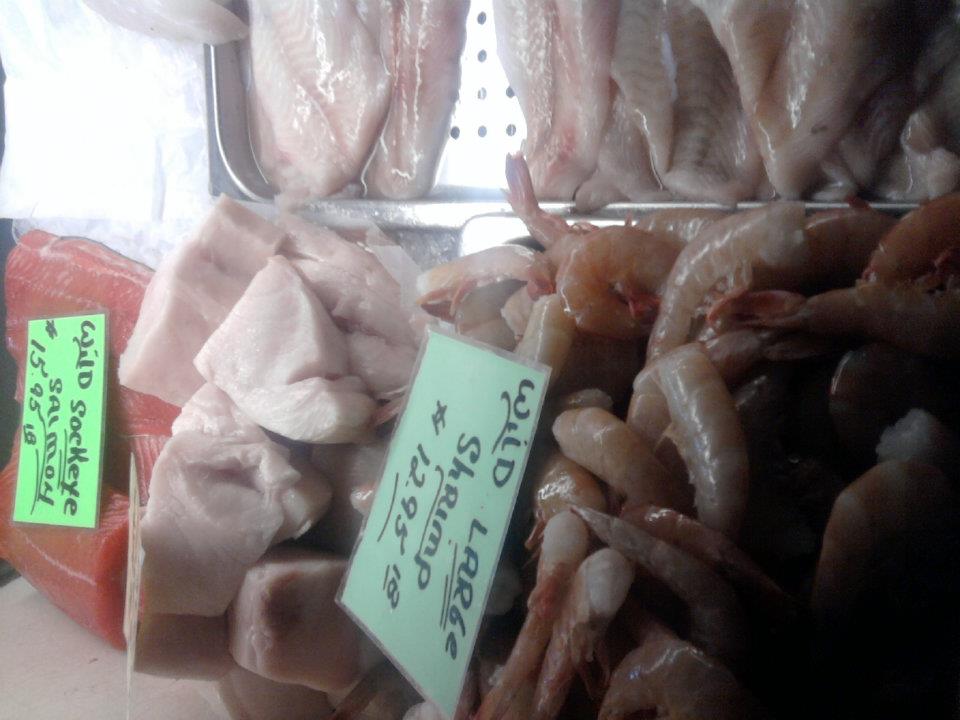 WILD Sockeye
SALMON
$15.95 lb
WILD LARGE
ShRIMP
$12.95 lb